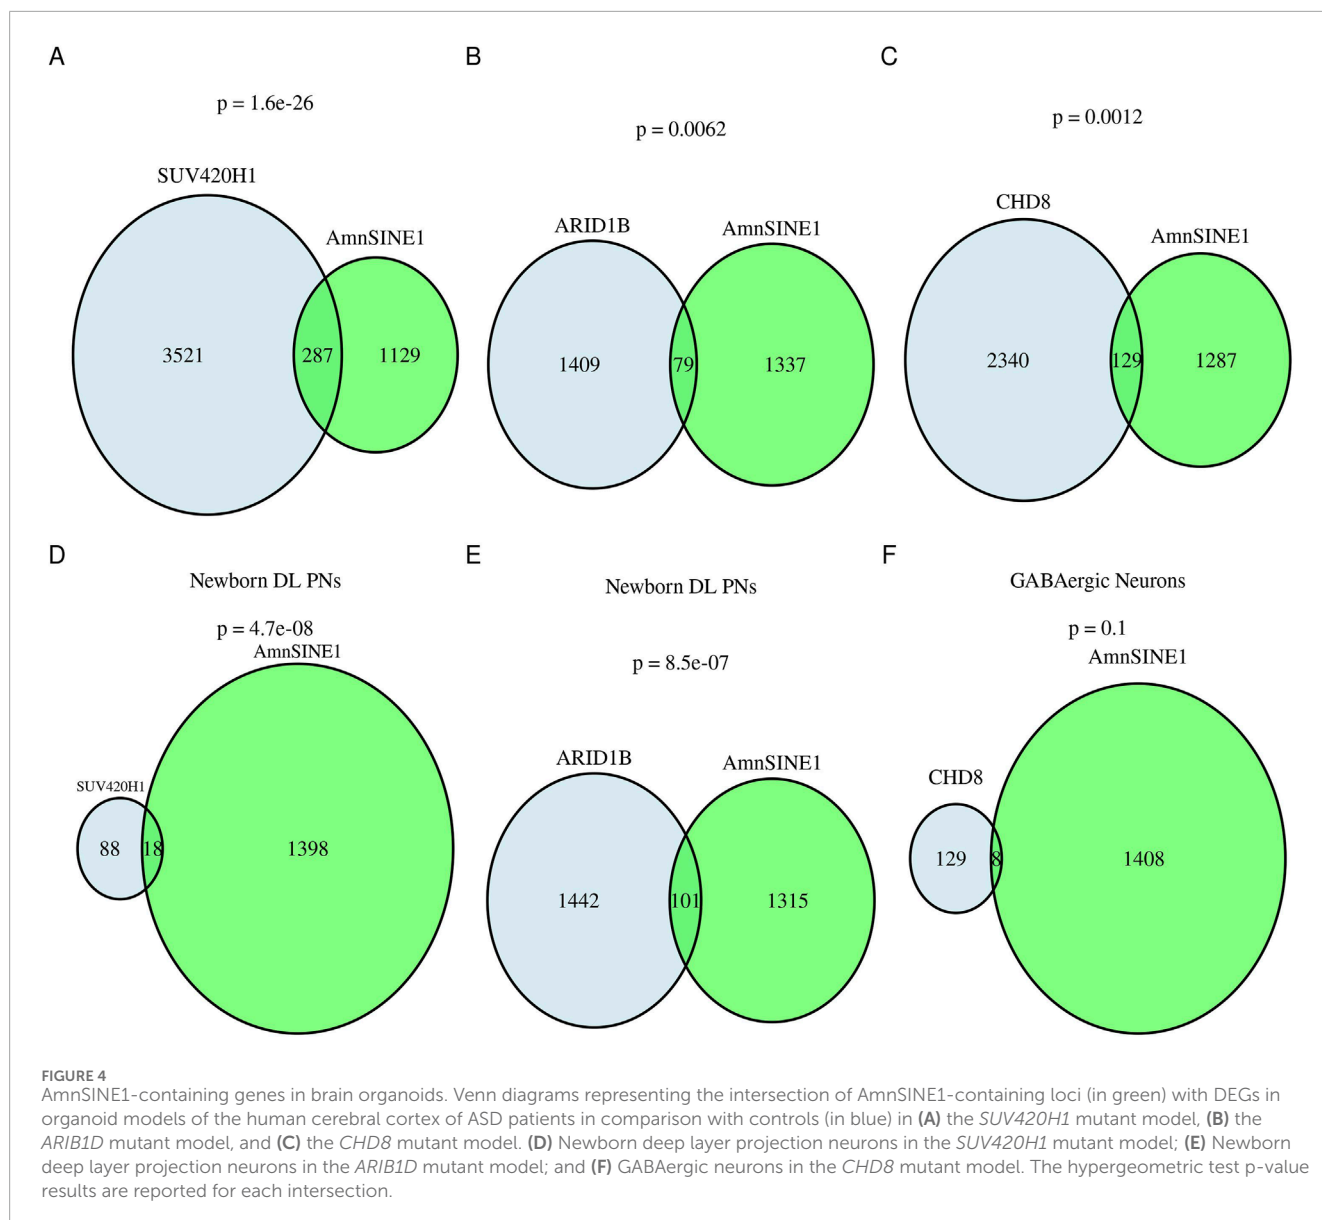 A
p = 1.6e-26
SUV420H1
AmnSINE1
3521
287
1129
B
p = 0.0062
ARID1B
AmnSINE1
1409
79
1337
C
p = 0.0012
CHD8
AmnSINE1
2340
129
1287
D
Newborn DL PNs
p = 4.7e-08
AmnSINE1
SUV420H1
88
18
1398
E
Newborn DL PNs
p = 8.5e-07
ARID1B
AmnSINE1
1442
101
1315
F
GABAergic Neurons
p = 0.1
AmnSINE1
CHD8
129
8
1408
FIGURE 4
AmnSINE1-containing genes in brain organoids. Venn diagrams representing the intersection of AmnSINE1-containing loci (in green) with DEGs in
organoid models of the human cerebral cortex of ASD patients in comparison with controls (in blue) in (A) the SUV420H1 mutant model, (B) the
ARIB1D mutant model, and (C) the CHD8 mutant model. (D) Newborn deep layer projection neurons in the SUV420H1 mutant model; (E) Newborn
deep layer projection neurons in the ARIB1D mutant model; and (F) GABAergic neurons in the CHD8 mutant model. The hypergeometric test p-value
results are reported for each intersection.